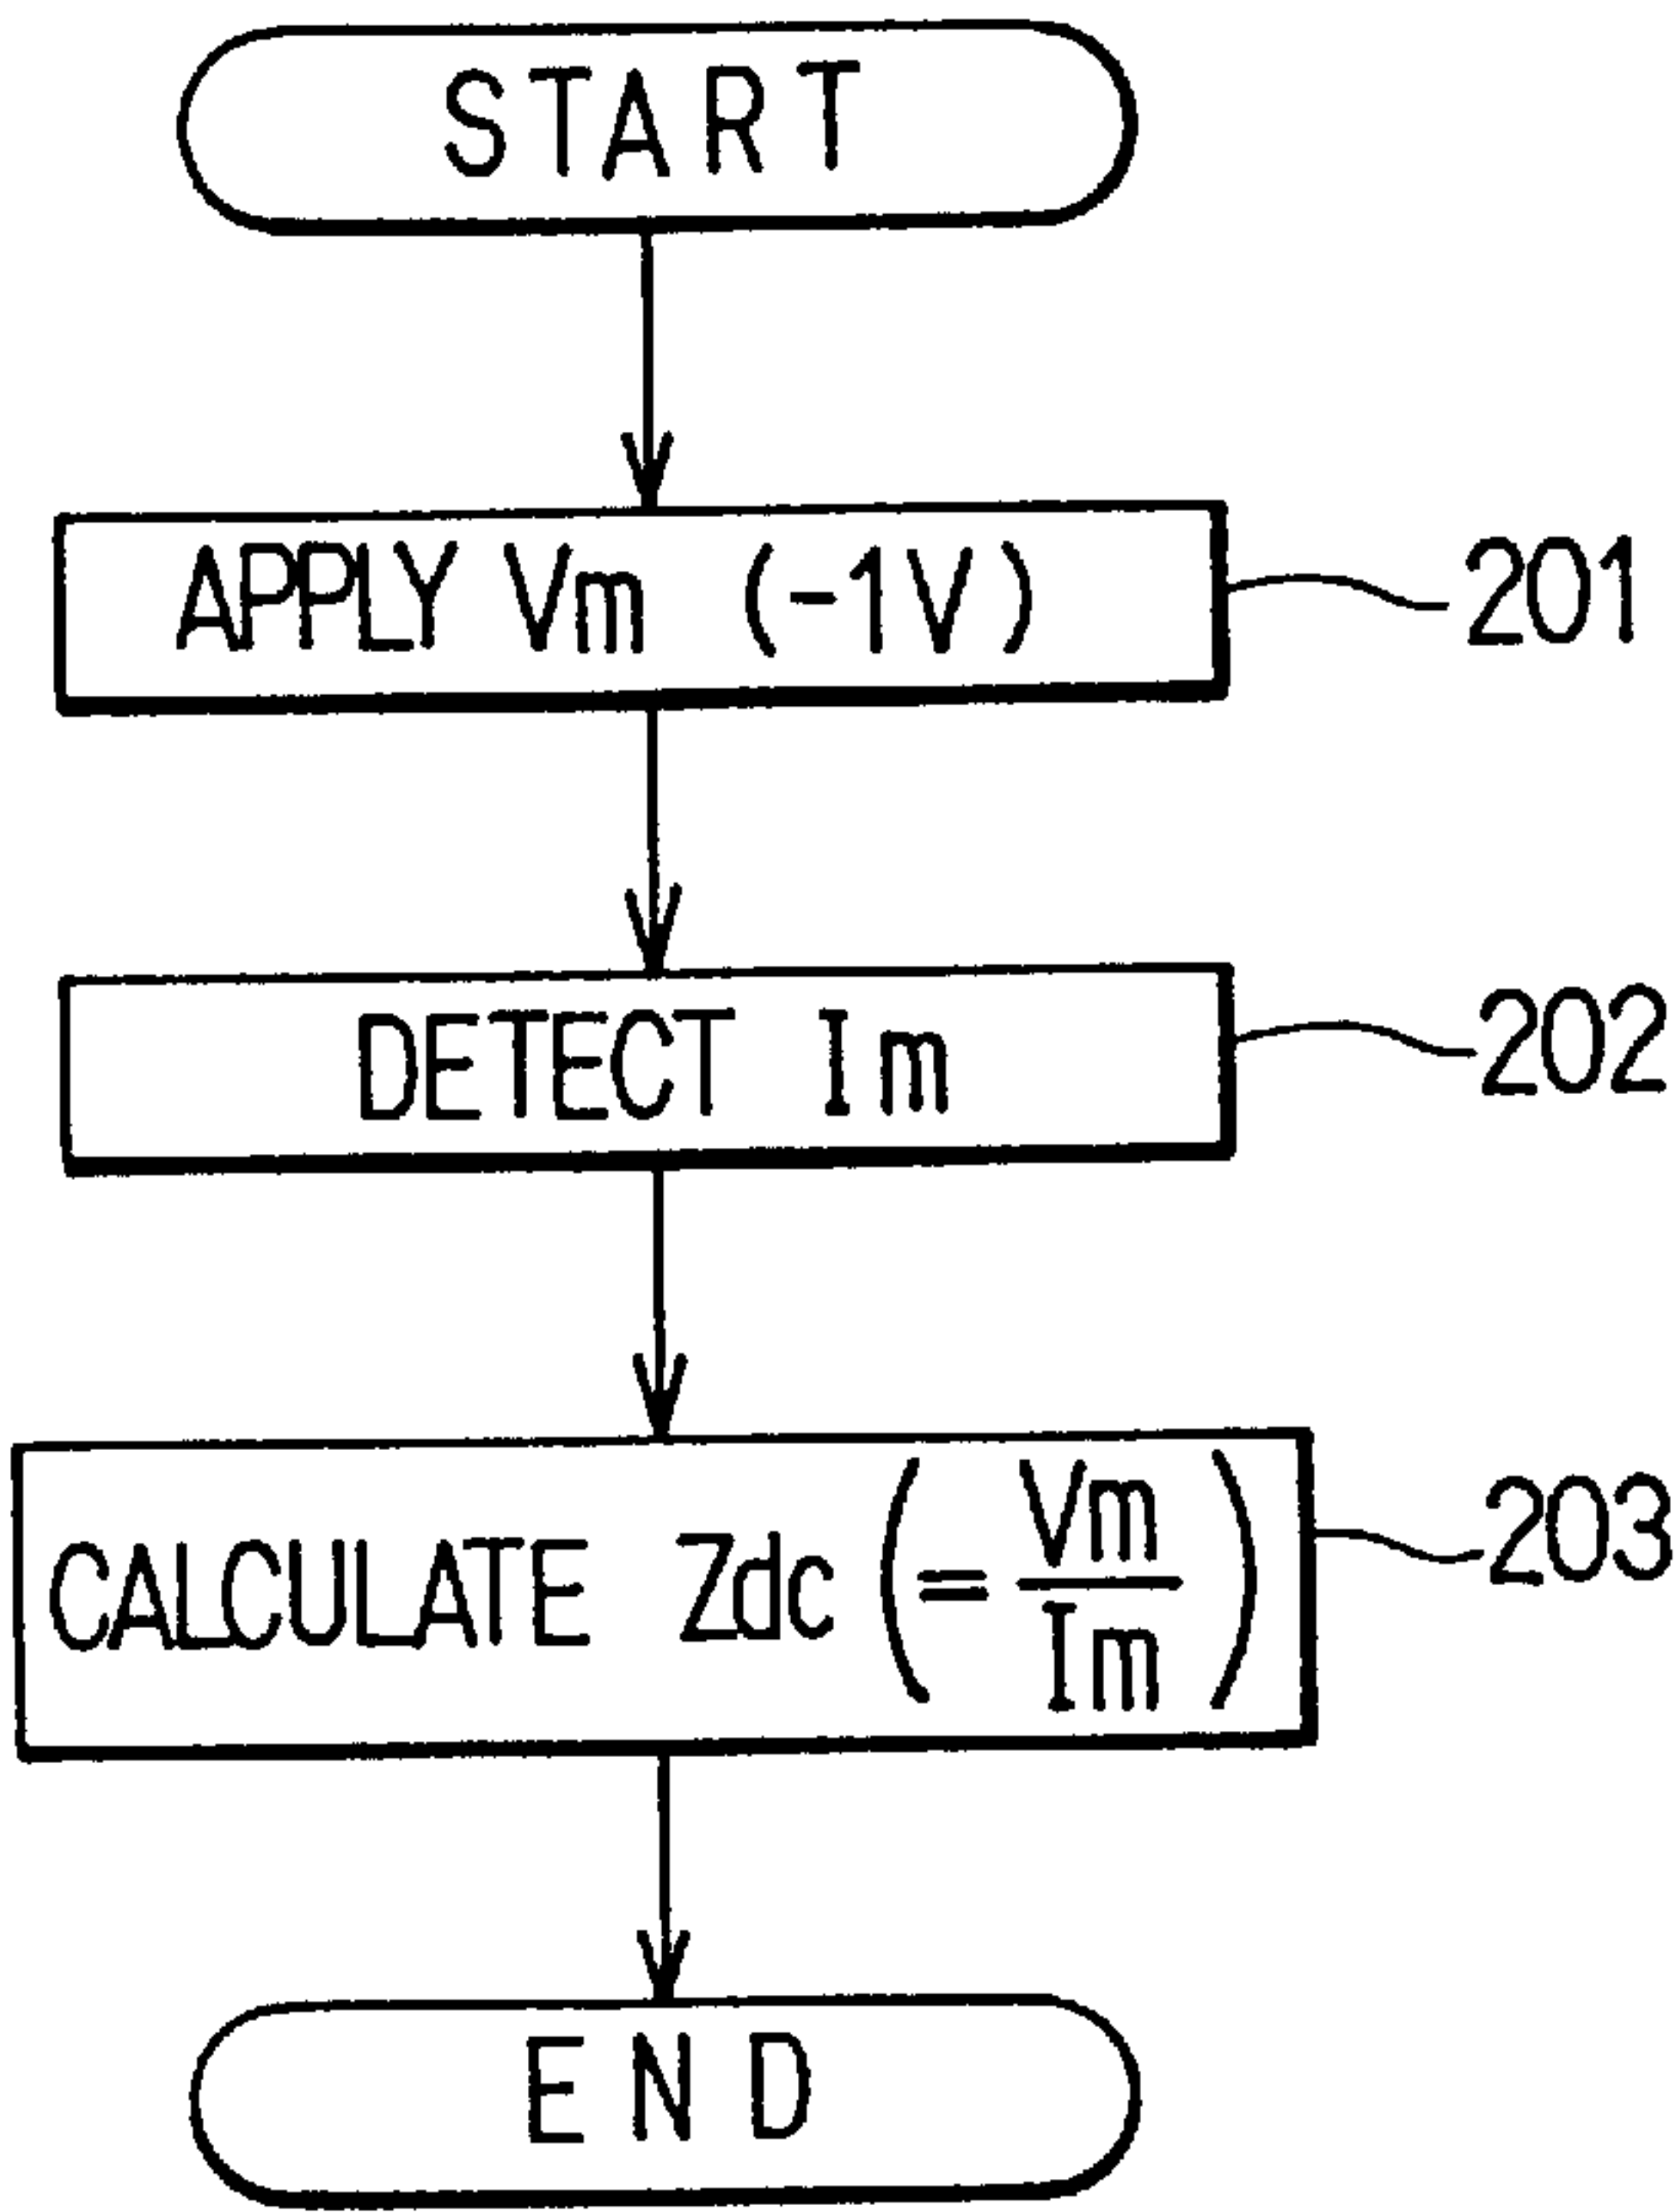 START
APPLY Vm (-1V)
201
DETECT Im
202
CALCULATE Zdc (= Vm/Im)
203
END